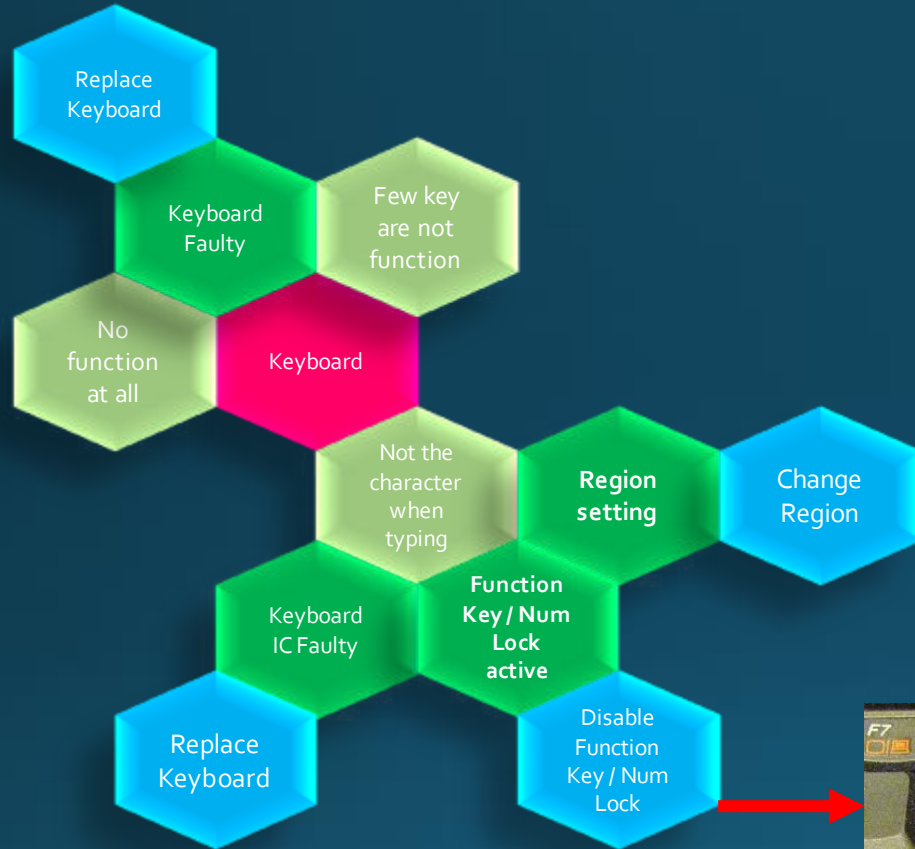 Replace
Keyboard
Keyboard
Faulty
Few key
are not
function
No
function
at all
Keyboard
Not the
character
when
typing
Region
setting
Change
Region
Keyboard
IC Faulty
Function
Key / Num
Lock
active
Replace
Keyboard
Disable
Function
Key / Num
Lock
F7